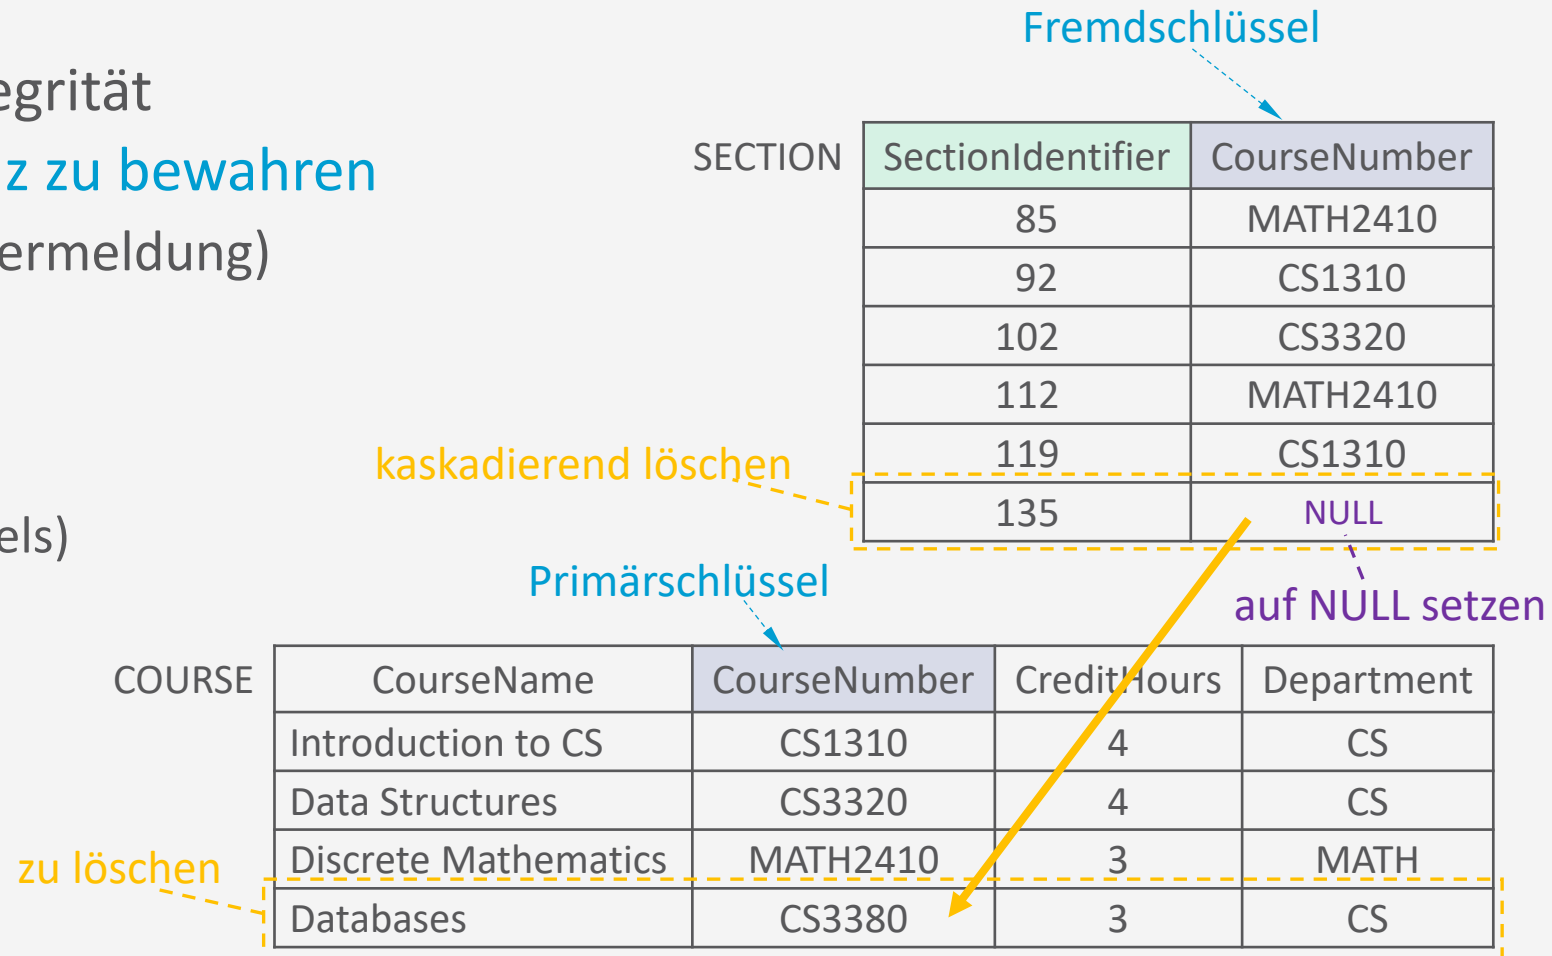 Fremdschlüssel
egrität
z zu bewahren
ermeldung)
SECTION SectionIdentifier CourseNumber
85 MATH2410
92 CS1310
102 CS3320
112 MATH2410
119 CS1310
kaskadierend löschen
135 NULL
els)
Primärschlüssel
auf NULL setzen
COURSE CourseName CourseNumber CreditHours Department
Introduction to CS CS1310 4 CS
Data Structures CS3320 4 CS
Discrete Mathematics MATH2410 3 MATH
zu löschen
Databases CS3380 3 CS